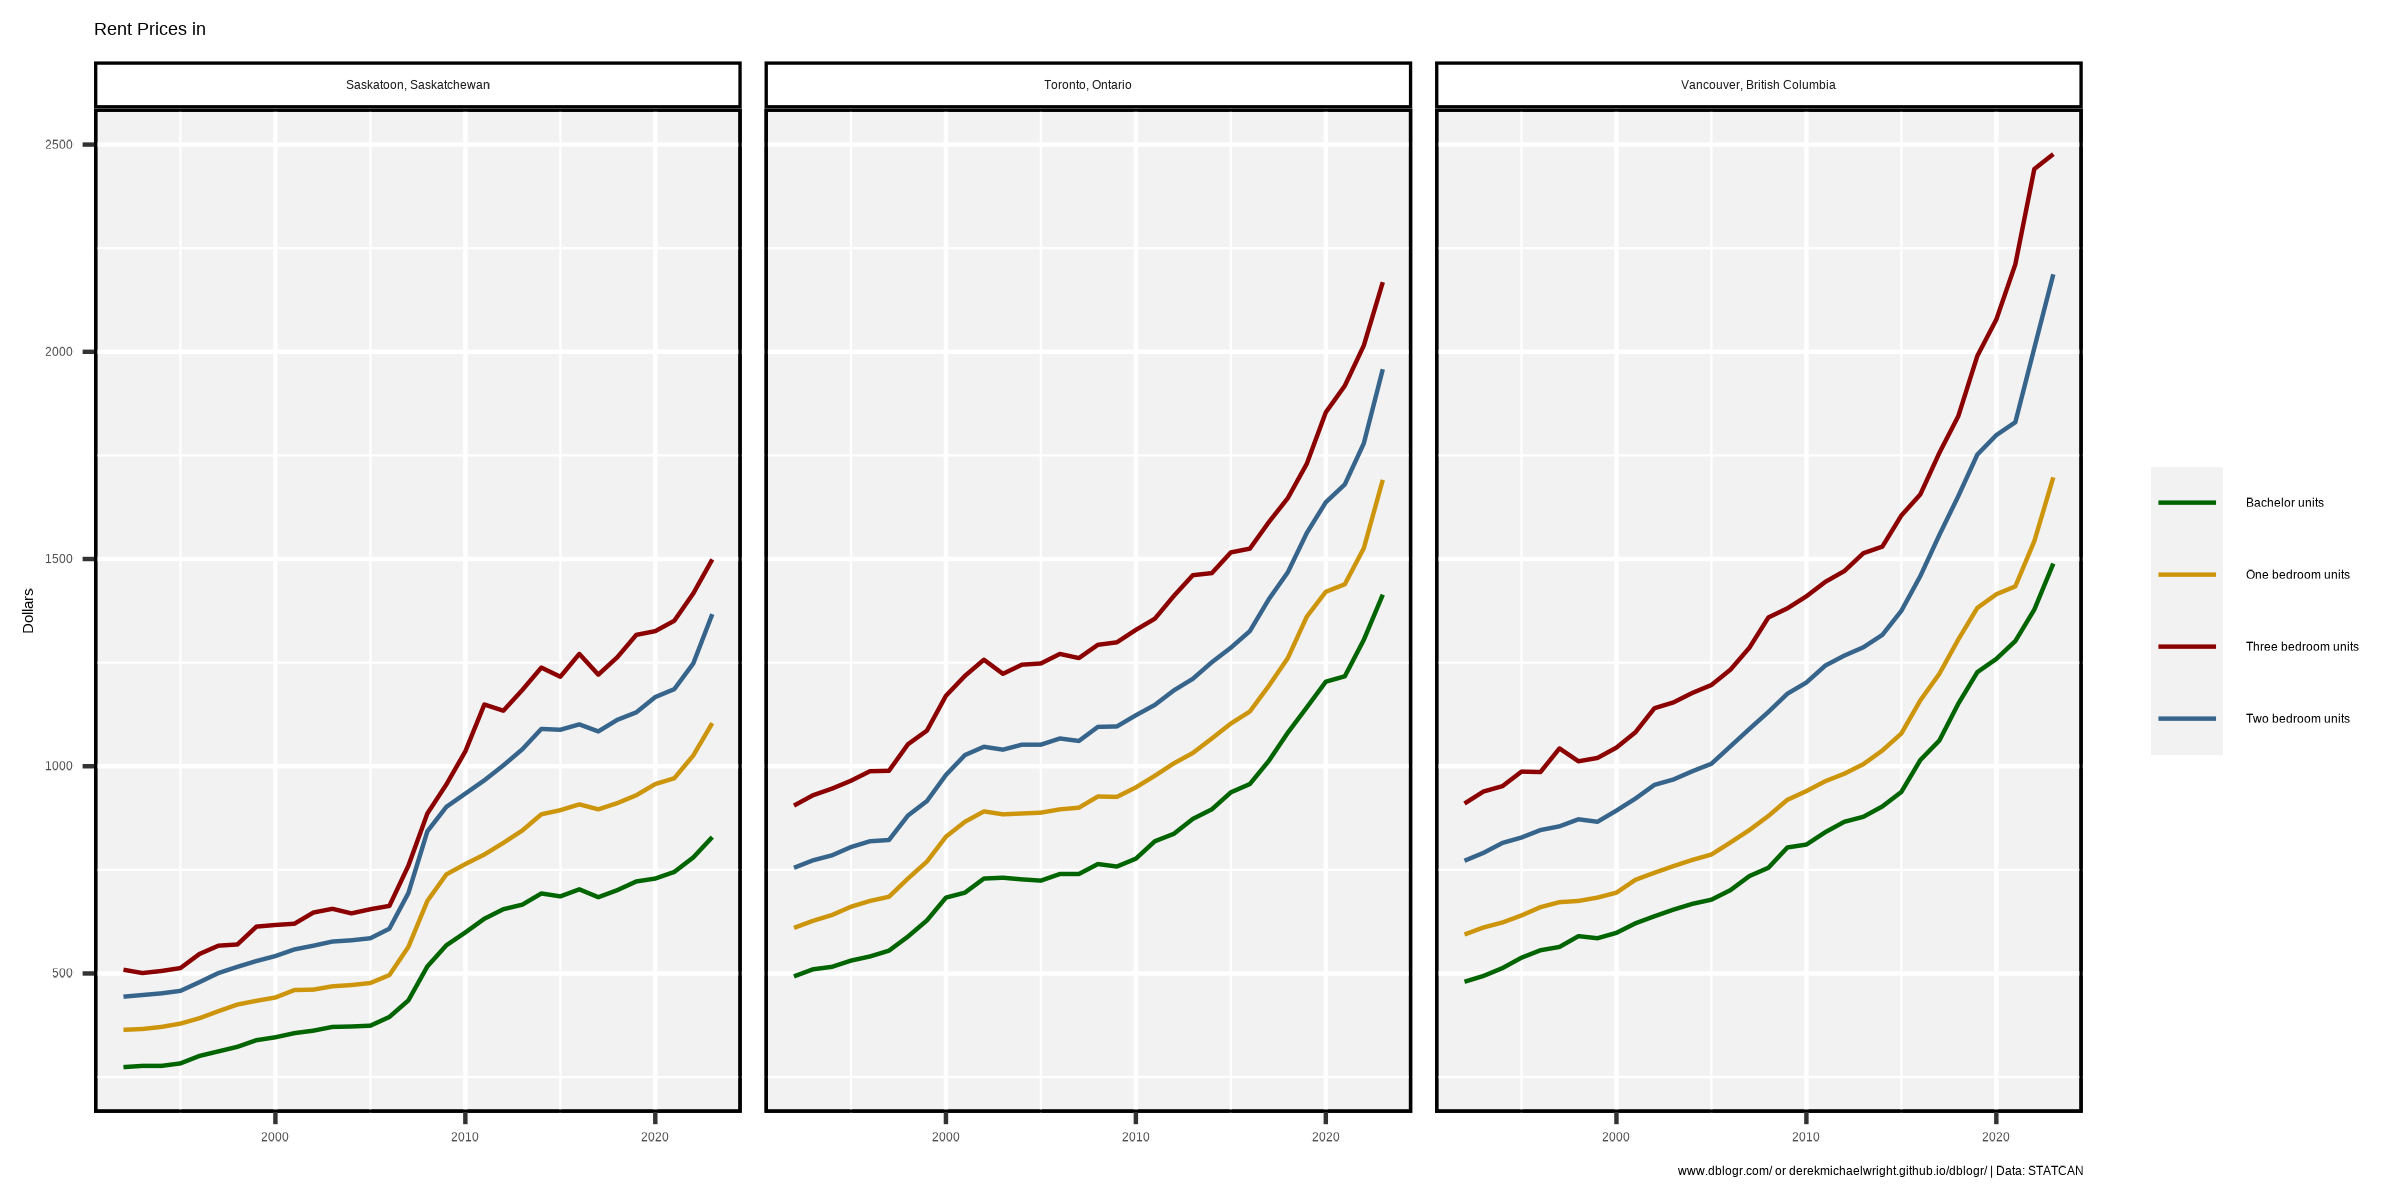 Rent Prices in
Saskatoon, Saskatchewan
Toronto, Ontario
Vancouver, British Columbia
2500
2000
1500
1000
500
Dollars
2000
2010
2020
2000
2010
2020
2000
2010
2020
Bachelor units
One bedroom units
Three bedroom units
Two bedroom units
www.dblogr.com/ or derekmichaelwright.github.io/dblogr/ | Data: STATCAN